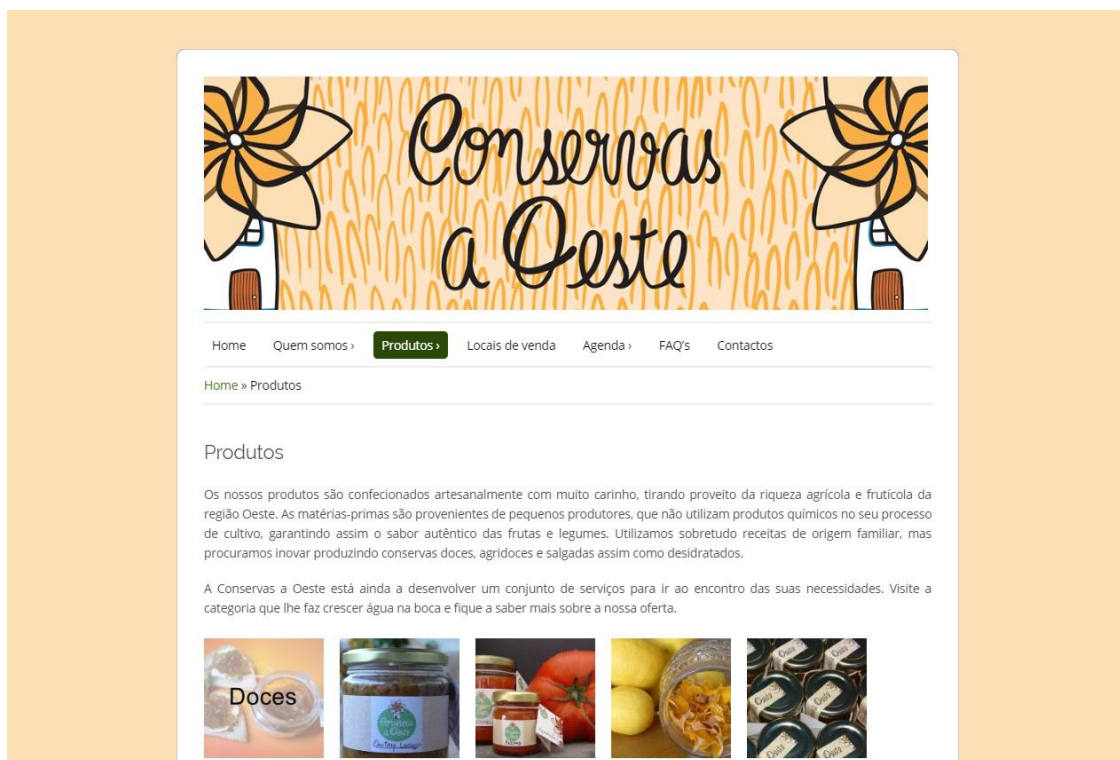 Conservas
a Oeste
Home Quem somos › Produtos › Locais de venda Agenda › FAQ's Contactos
Home » Produtos
Produtos
Os nossos produtos são confecionados artesanalmente com muito carinho, tirando proveito da riqueza agrícola e frutícola da
região Oeste. As matérias-primas são provenientes de pequenos produtores, que não utilizam produtos químicos no seu processo
de cultivo, garantindo assim o sabor autêntico das frutas e legumes. Utilizamos sobretudo receitas de origem familiar, mas
procuramos inovar produzindo conservas doces, agridoces e salgadas assim como desidratados.
A Conservas a Oeste está ainda a desenvolver um conjunto de serviços para ir ao encontro das suas necessidades. Visite a
categoria que lhe faz crescer água na boca e fique a saber mais sobre a nossa oferta.
Doces
Conservas
a Oeste